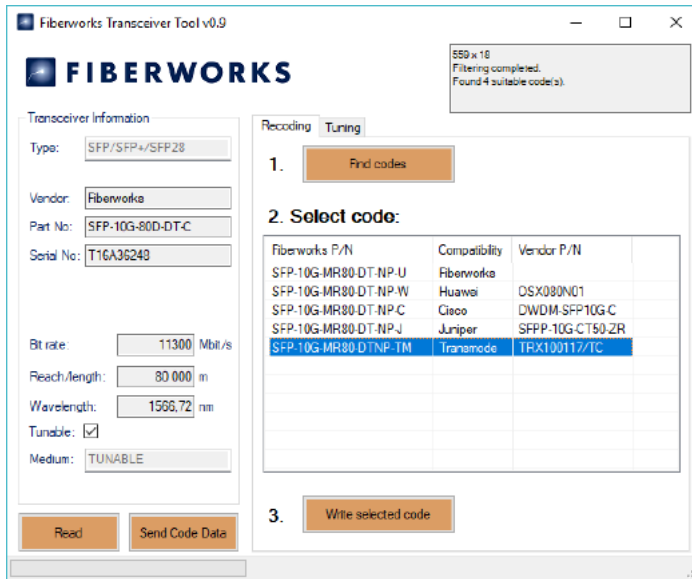 Fiberworks Transceiver Tool v0.9
FIBERWORKS
559 x 18
Filtering completed.
Found 4 suitable code(s).
Transceiver Information
Type: SFP/SFP+/SFP28
Vendor: Fiberworks
Part No: SFP-10G-80D-DT-C
Serial No: T16A36248
Bit rate: 11300 Mbit/s
Reach/length: 80 000 m
Wavelength: 1566,72 nm
Tunable:
Medium: TUNABLE
Read Send Code Data
Recoding Tuning
1. Find codes
2. Select code:
Fiberworks P/N Compatibility Vendor P/N
SFP-10G-MR80-DT-NP-U Fiberworks
SFP-10G-MR80-DT-NP-W Huawei OSX080N01
SFP-10G-MR80-DT-NP-C Cisco DWDM-SFP10G-C
SFP-10G-MR80-DT-NP-J Juniper SFPP-10G-CT50-ZR
SFP-10G-MR80-DTNP-TM Transmode TRX100117/TC
3. Write selected code